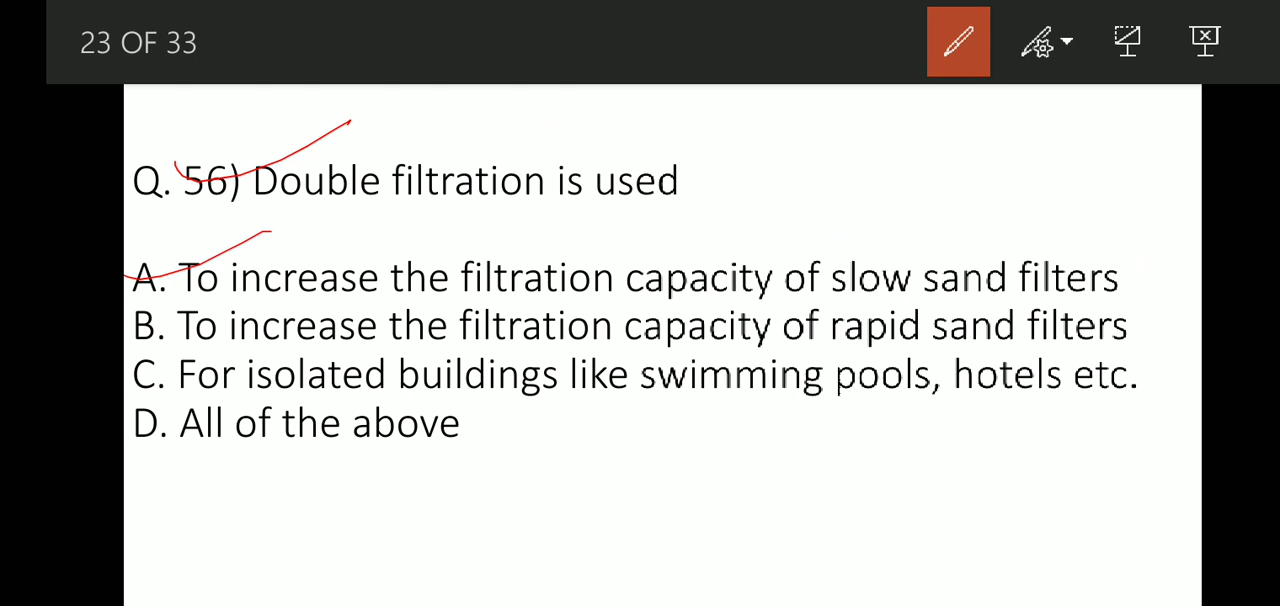 23 OF 33
Q. 56) Double filtration is used
A. To increase the filtration capacity of slow sand filters
B. To increase the filtration capacity of rapid sand filters
C. For isolated buildings like swimming pools, hotels etc.
D. All of the above